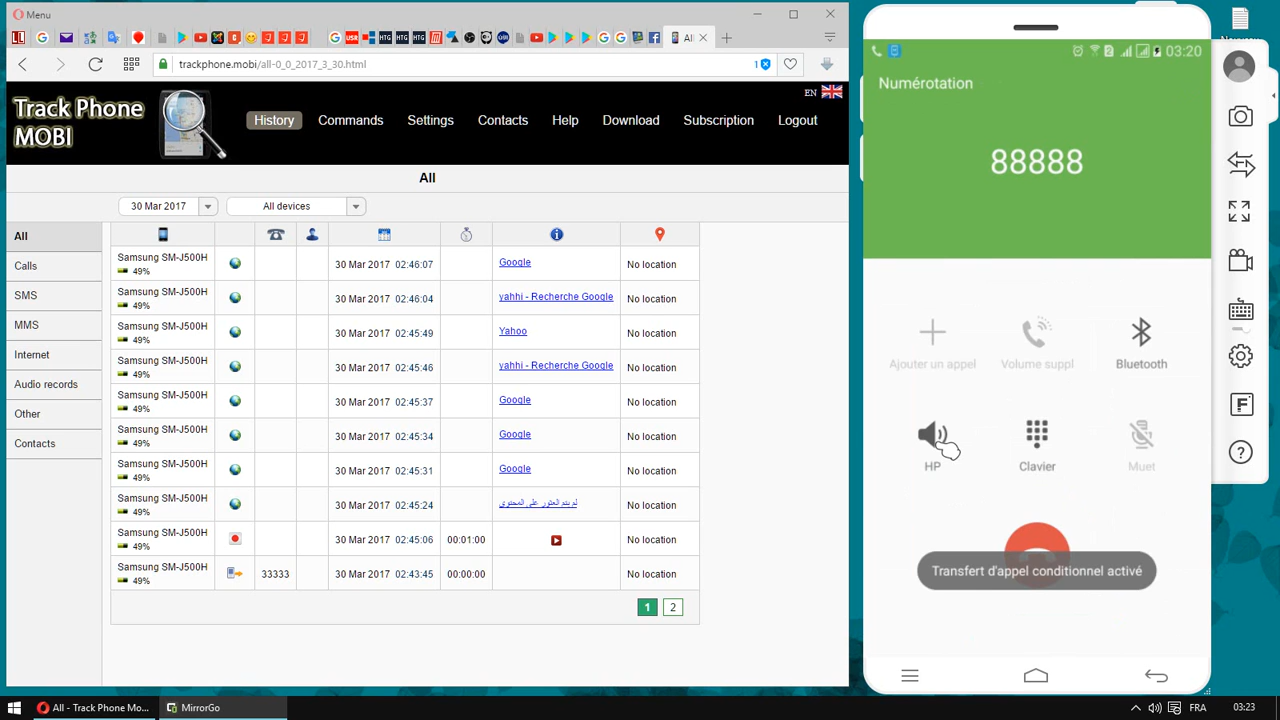 Menu
All
trackphone.mobi/all-0_0_2017_3_30.html
1
Track Phone
MOBI
EN
History
Commands
Settings
Contacts
Help
Download
Subscription
Logout
All
30 Mar 2017
All devices
All
Calls
SMS
MMS
Internet
Audio records
Other
Contacts
Samsung SM-J500H
49%
30 Mar 2017 02:46:07
Google
No location
Samsung SM-J500H
49%
30 Mar 2017 02:46:04
yahhi - Recherche Google
No location
Samsung SM-J500H
49%
30 Mar 2017 02:45:49
Yahoo
No location
Samsung SM-J500H
49%
30 Mar 2017 02:45:46
yahhi - Recherche Google
No location
Samsung SM-J500H
49%
30 Mar 2017 02:45:37
Google
No location
Samsung SM-J500H
49%
30 Mar 2017 02:45:34
Google
No location
Samsung SM-J500H
49%
30 Mar 2017 02:45:31
Google
No location
Samsung SM-J500H
49%
30 Mar 2017 02:45:24
لم يتم العثور على المحتوى
No location
Samsung SM-J500H
49%
30 Mar 2017 02:45:06
00:01:00
No location
Samsung SM-J500H
49%
33333
30 Mar 2017 02:43:45
00:00:00
No location
1
2
03:20
Numérotation
88888
Ajouter un appel
Volume suppl
Bluetooth
HP
Clavier
Muet
Transfert d'appel conditionnel activé
All - Track Phone Mo...
MirrorGo
FRA
03:23